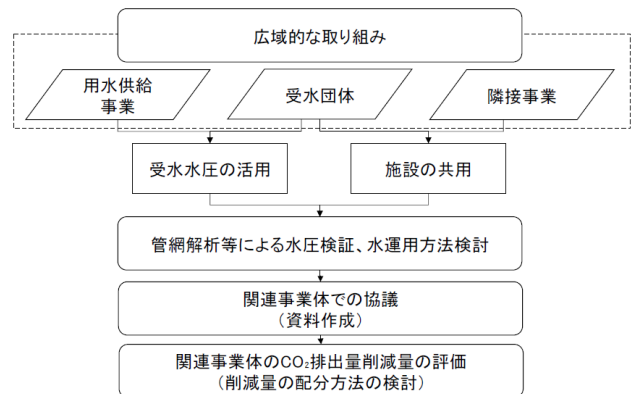 広域的な取り組み
用水供給
事業
受水団体
隣接事業
受水水圧の活用
施設の共用
管網解析等による水圧検証、水運用方法検討
関連事業体での協議
(資料作成)
関連事業体のCO₂排出量削減量の評価
(削減量の配分方法の検討)